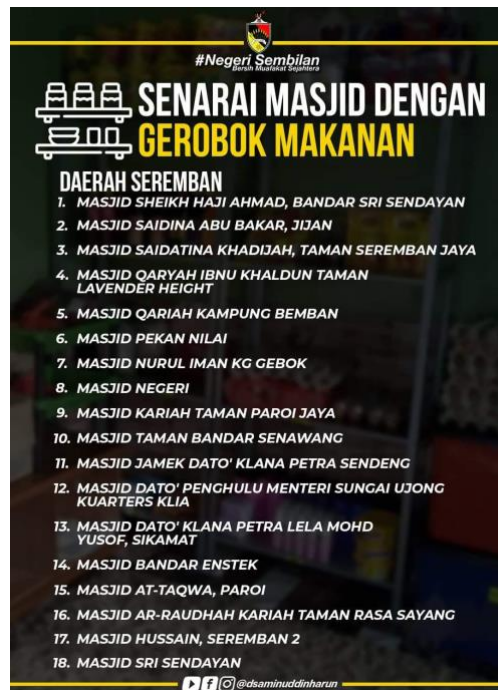 #Negeri Sembilan
Bersih Muafakat Sejahtera
SENARAI MASJID DENGAN
GEROBOK MAKANAN
DAERAH SEREMBAN
1. MASJID SHEIKH HAJI AHMAD, BANDAR SRI SENDAYAN
2. MASJID SAIDINA ABU BAKAR, JIJAN
3. MASJID SAIDATINA KHADIJAH, TAMAN SEREMBAN JAYA
4. MASJID QARYAH IBNU KHALDUN TAMAN
LAVENDER HEIGHT
5. MASJID QARIAH KAMPUNG BEMBAN
6. MASJID PEKAN NILAI
7. MASJID NURUL IMAN KG GEBOK
8. MASJID NEGERI
9. MASJID KARIAH TAMAN PAROI JAYA
10. MASJID TAMAN BANDAR SENAWANG
11. MASJID JAMEK DATO' KLANA PETRA SENDENG
12. MASJID DATO' PENGHULU MENTERI SUNGAI UJONG
KUARTERS KLIA
13. MASJID DATO' KLANA PETRA LELA MOHD
YUSOF, SIKAMAT
14. MASJID BANDAR ENSTEK
15. MASJID AT-TAQWA, PAROI
16. MASJID AR-RAUDHAH KARIAH TAMAN RASA SAYANG
17. MASJID HUSSAIN, SEREMBAN 2
18. MASJID SRI SENDAYAN
@dsaminuddinharun